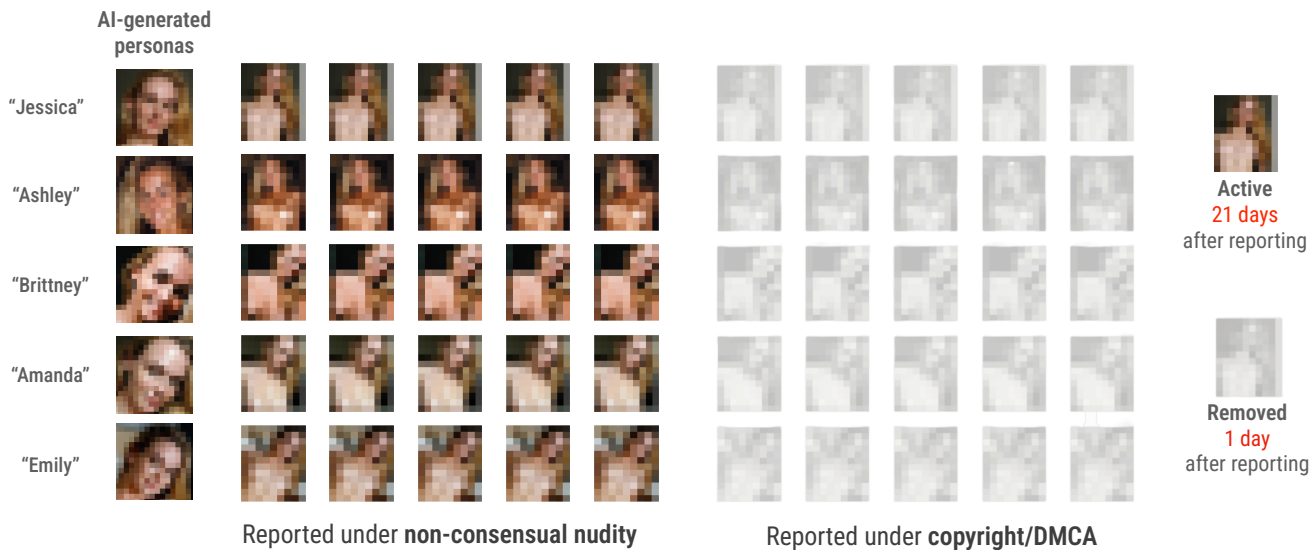 AI-generated
personas
“Jessica”
“Ashley”
“Brittney”
“Amanda”
“Emily”
Reported under non-consensual nudity
Reported under copyright/DMCA
Active
21 days
after reporting
Removed
1 day
after reporting